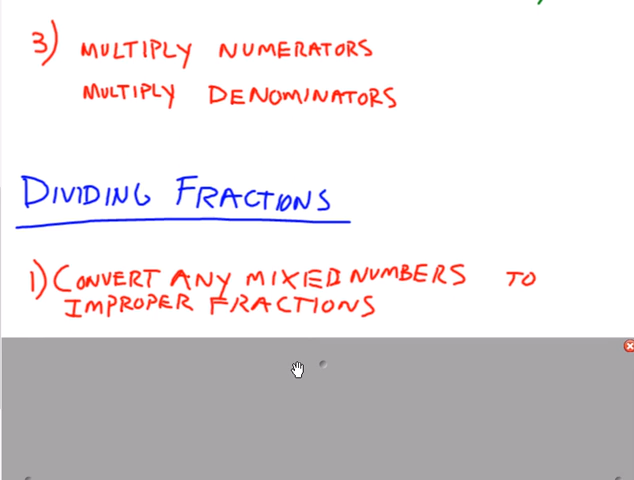 3) MULTIPLY NUMERATORS
MULTIPLY DENOMINATORS
DIVIDING FRACTIONS
1) CONVERT ANY MIXED NUMBERS TO
IMPROPER FRACTIONS